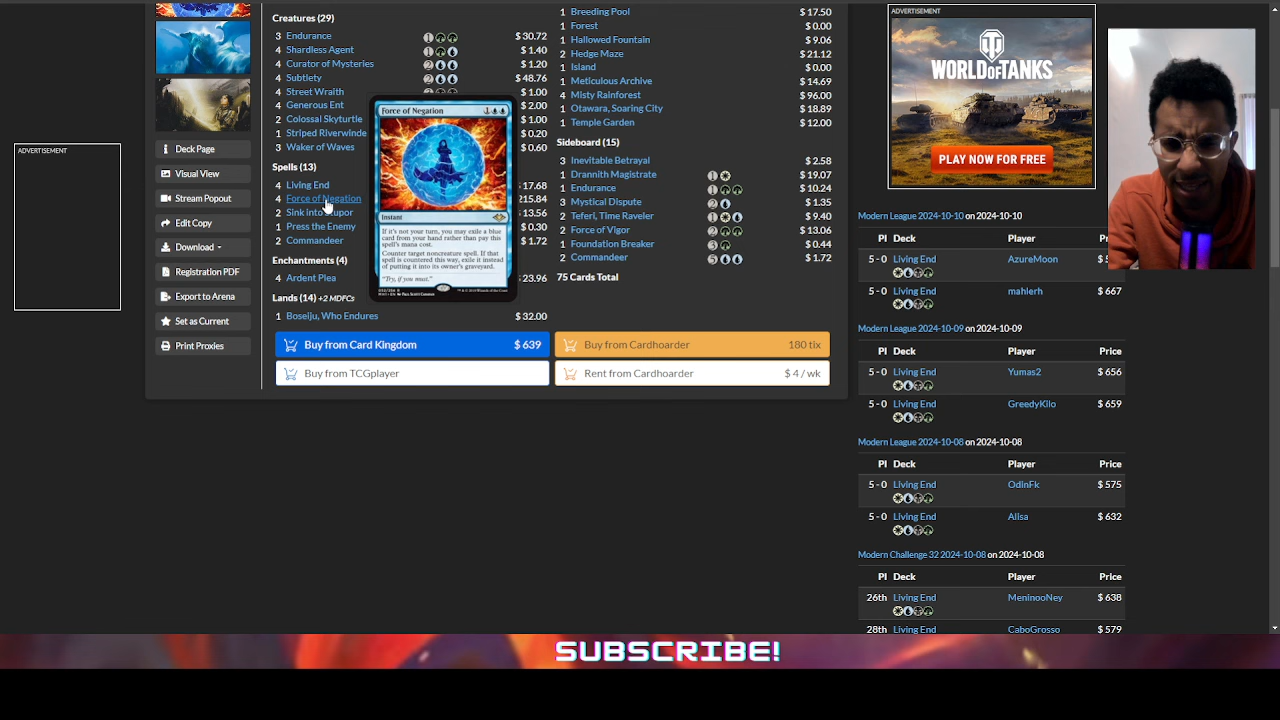 ADVERTISEMENT
Deck Page
Visual View
Stream Popout
Edit Copy
Download
Registration PDF
Export to Arena
Set as Current
Print Proxies
Creatures (29)
3 Endurance $ 30.72
4 Shardless Agent $ 1.40
4 Curator of Mysteries $ 1.20
4 Subtlety $ 48.76
4 Street Wraith $ 1.00
4 Generous Ent $ 2.00
2 Colossal Skyturtle $ 1.00
1 Striped Riverwinde $ 0.20
3 Waker of Waves $ 0.60
Spells (13)
4 Living End 17.68
4 Force of Negation 215.84
2 Sink into Stupor 13.56
1 Press the Enemy $ 0.30
2 Commandeer $ 1.72
Enchantments (4)
4 Ardent Plea 23.96
Lands (14) +2 MDFCs
1 Boseiju, Who Endures $ 32.00
Force of Negation 1
Instant
If it's not your turn, you may exile a blue
card from your hand rather than pay this
spell's mana cost.
Counter target noncreature spell. If that
spell is countered this way, exile it instead
of putting it into its owner's graveyard.
"Try, if you must."
1 Breeding Pool $ 17.50
1 Forest $ 0.00
1 Hallowed Fountain $ 9.06
2 Hedge Maze $ 21.12
1 Island $ 0.00
1 Meticulous Archive $ 14.69
4 Misty Rainforest $ 96.00
1 Otawara, Soaring City $ 18.89
1 Temple Garden $ 12.00
Sideboard (15)
3 Inevitable Betrayal $ 2.58
1 Drannith Magistrate $ 19.07
1 Endurance $ 10.24
3 Mystical Dispute $ 1.35
2 Teferi, Time Raveler $ 9.40
2 Force of Vigor $ 13.06
1 Foundation Breaker $ 0.44
2 Commandeer $ 1.72
75 Cards Total
Buy from Card Kingdom $ 639
Buy from Cardhoarder 180 tix
Buy from TCGplayer
Rent from Cardhoarder $ 4 / wk
ADVERTISEMENT
WORLD OF TANKS
PLAY NOW FOR FREE
Modern League 2024-10-10 on 2024-10-10
Pl Deck Player
5 - 0 Living End AzureMoon
5 - 0 Living End mahlerh $ 667
Modern League 2024-10-09 on 2024-10-09
Pl Deck Player Price
5 - 0 Living End Yumas2 $ 656
5 - 0 Living End GreedyKilo $ 659
Modern League 2024-10-08 on 2024-10-08
Pl Deck Player Price
5 - 0 Living End OdinFk $ 575
5 - 0 Living End Alisa $ 632
Modern Challenge 32 2024-10-08 on 2024-10-08
Pl Deck Player Price
26th Living End MeninooNey $ 638
28th Living End CaboGrosso $ 579
SUBSCRIBE!